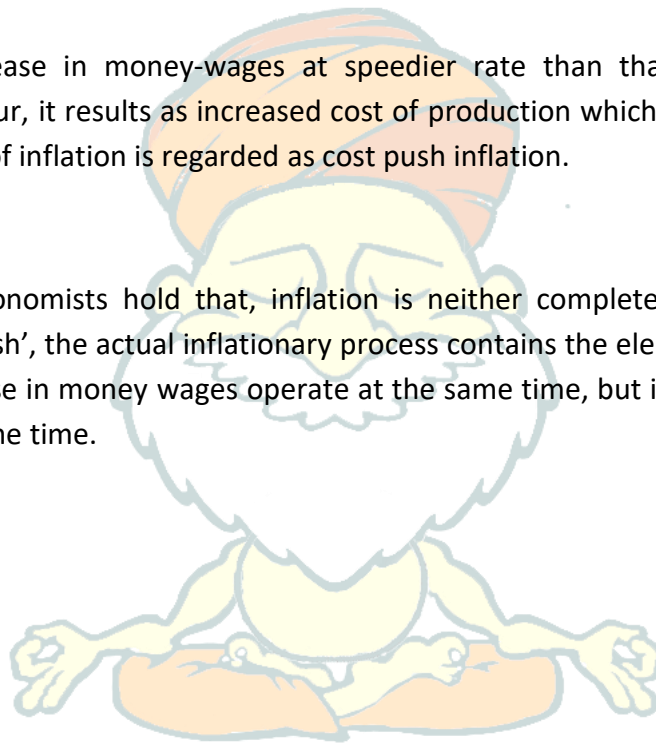 ease in money-wages at speedier rate than tha
ur, it results as increased cost of production which
of inflation is regarded as cost push inflation.
onomists hold that, inflation is neither complete
sh’, the actual inflationary process contains the ele
se in money wages operate at the same time, but i
ne time.